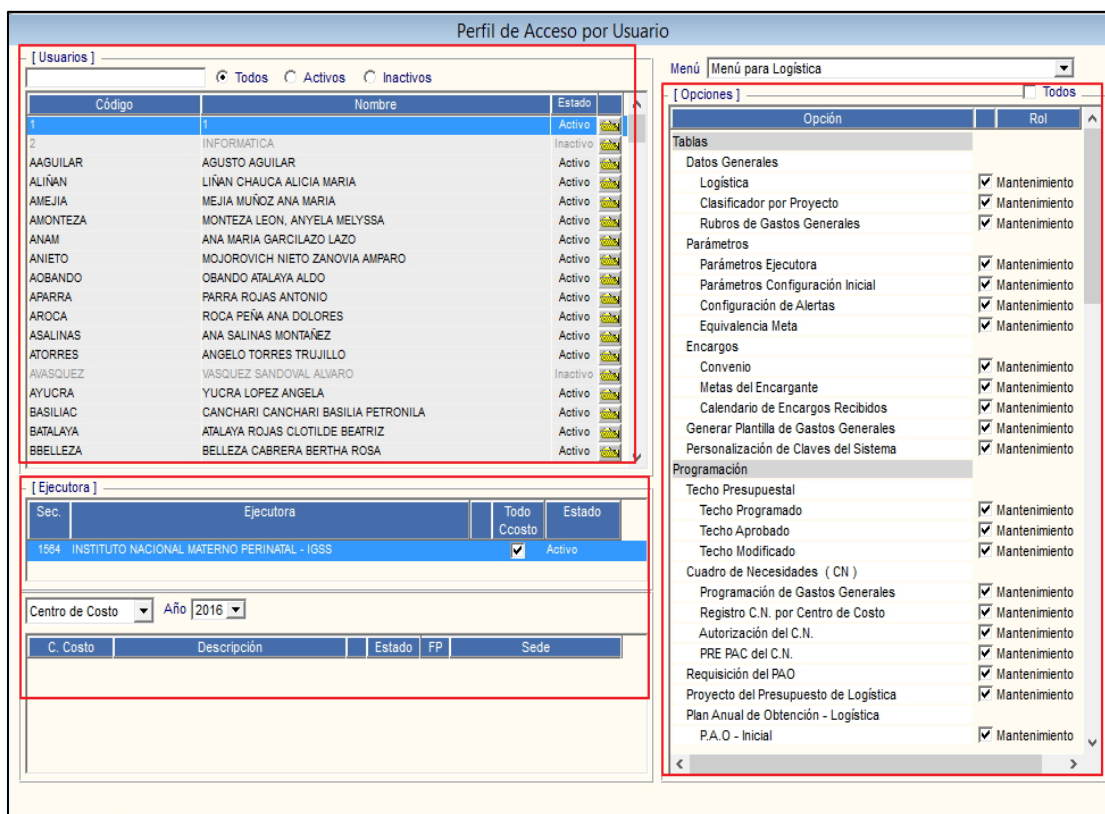 Perfil de Acceso por Usuario
[ Usuarios ]
Todos Activos Inactivos
Código Nombre Estado
1 1 Activo
2 INFORMATICA Inactivo
AAGUILAR AGUSTO AGUILAR Activo
ALIÑAN LIÑAN CHAUCA ALICIA MARIA Activo
AMEJIA MEJIA MUÑOZ ANA MARIA Activo
AMONTEZA MONTEZA LEON, ANYELA MELYSSA Activo
ANAM ANA MARIA GARCILAZO LAZO Activo
ANIETO MOJOROVICH NIETO ZANOVIA AMPARO Activo
AOBANDO OBANDO ATALAYA ALDO Activo
APARRA PARRA ROJAS ANTONIO Activo
AROCA ROCA PEÑA ANA DOLORES Activo
ASALINAS ANA SALINAS MONTAÑEZ Activo
ATORRES ANGELO TORRES TRUJILLO Activo
AVASQUEZ VASQUEZ SANDOVAL ALVARO Inactivo
AYUCRA YUCRA LOPEZ ANGELA Activo
BASILIAC CANCHARI CANCHARI BASILIA PETRONILA Activo
BATALAYA ATALAYA ROJAS CLOTILDE BEATRIZ Activo
BBELLEZA BELLEZA CABRERA BERTHA ROSA Activo
[ Ejecutora ]
Sec. Ejecutora Todo Ccosto Estado
1564 INSTITUTO NACIONAL MATERNO PERINATAL - IGSS Activo
Centro de Costo Año 2016
C. Costo Descripción Estado FP Sede
Menú Menú para Logística
[ Opciones ] Todos
Opción Rol
Tablas
Datos Generales
Logística Mantenimiento
Clasificador por Proyecto Mantenimiento
Rubros de Gastos Generales Mantenimiento
Parámetros
Parámetros Ejecutora Mantenimiento
Parámetros Configuración Inicial Mantenimiento
Configuración de Alertas Mantenimiento
Equivalencia Meta Mantenimiento
Encargos
Convenio Mantenimiento
Metas del Encargante Mantenimiento
Calendario de Encargos Recibidos Mantenimiento
Generar Plantilla de Gastos Generales Mantenimiento
Personalización de Claves del Sistema Mantenimiento
Programación
Techo Presupuestal
Techo Programado Mantenimiento
Techo Aprobado Mantenimiento
Techo Modificado Mantenimiento
Cuadro de Necesidades ( CN )
Programación de Gastos Generales Mantenimiento
Registro C.N. por Centro de Costo Mantenimiento
Autorización del C.N. Mantenimiento
PRE PAC del C.N. Mantenimiento
Requisición del PAO Mantenimiento
Proyecto del Presupuesto de Logística Mantenimiento
Plan Anual de Obtención - Logística
P.A.O - Inicial Mantenimiento